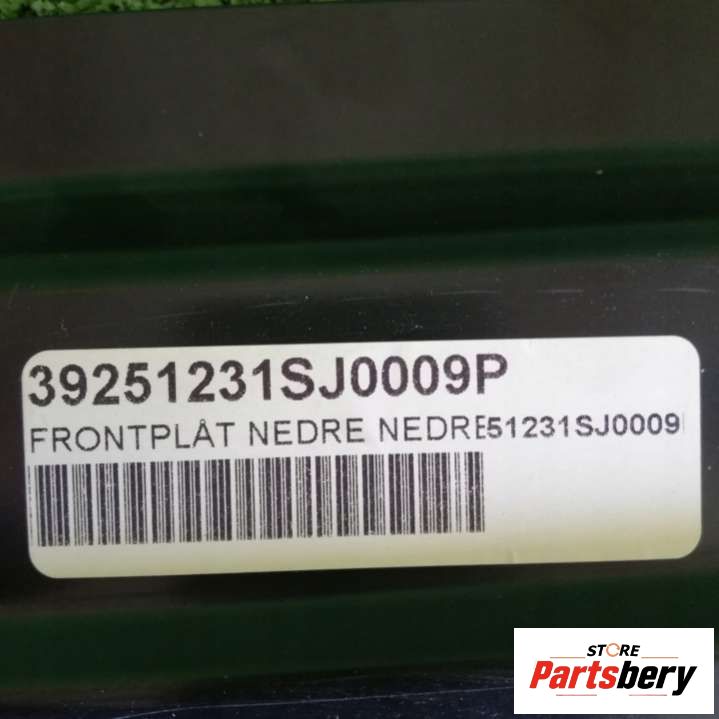 39251231SJ0009P
FRONTPLÅT NEDRE NEDRE51231SJ0009
STORE
Partsbery